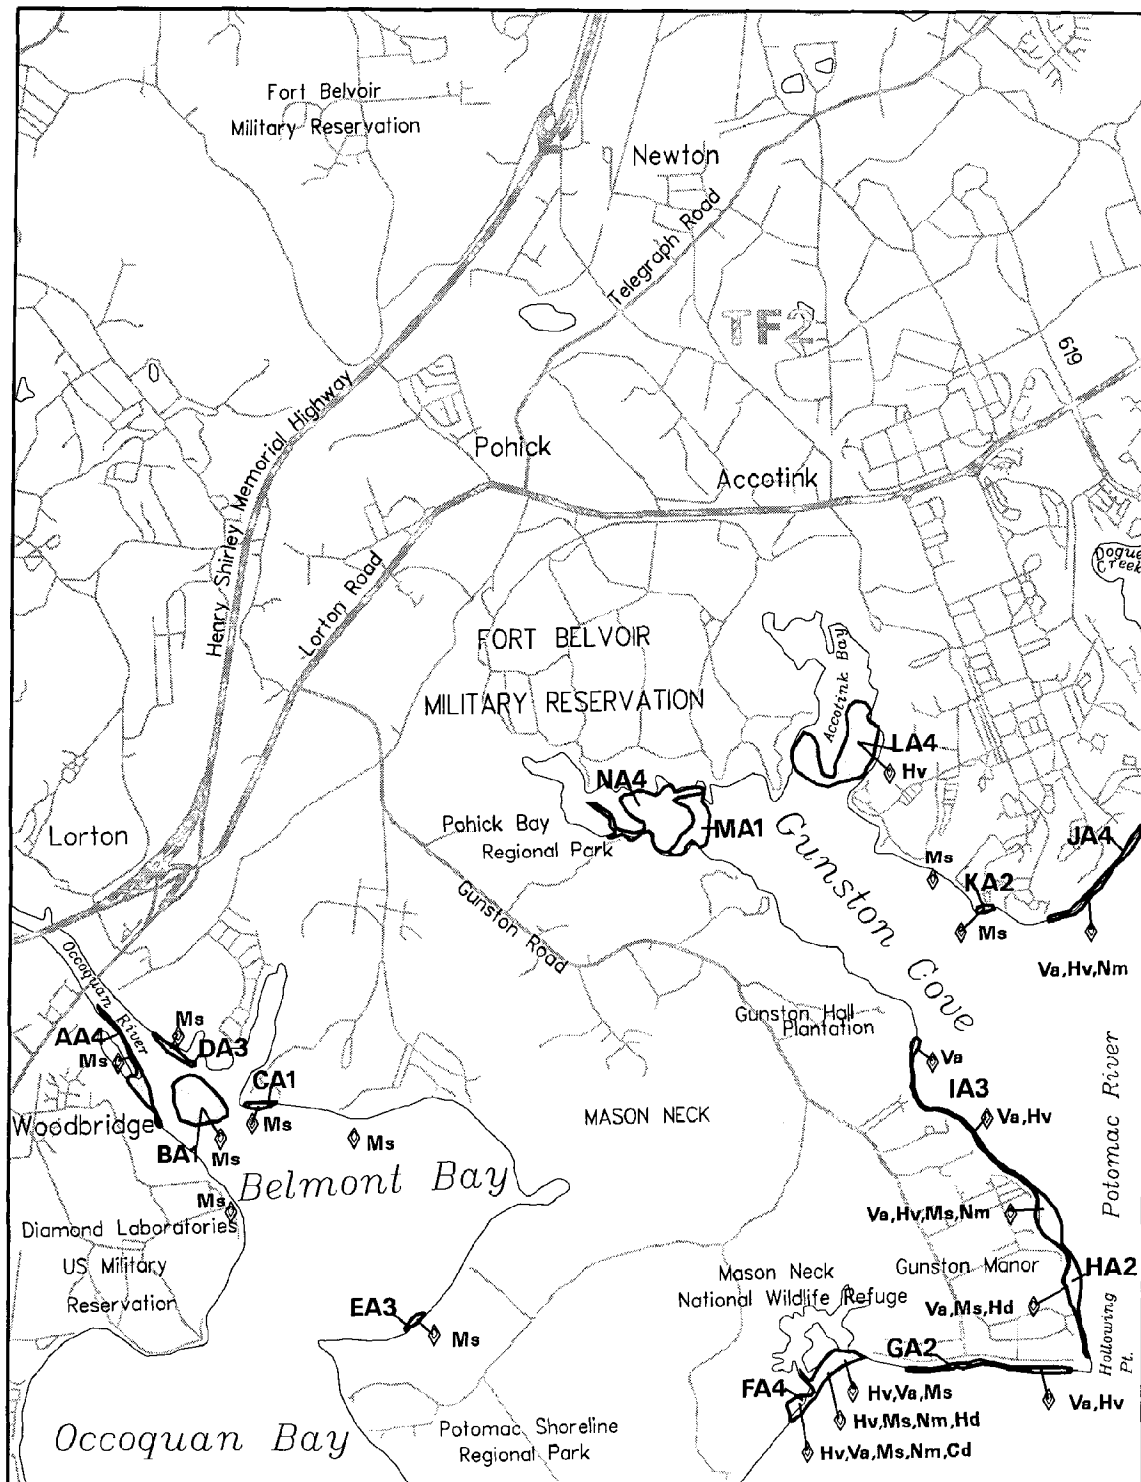 Fort Belvoir
Military Reservation
Newton
Telegraph Road
TF2
619
Henry Shirley Memorial Highway
Pohick
Accotink
Lorton Road
Dogue
Creek
FORT BELVOIR
MILITARY RESERVATION
Accotink Bay
LA4
Hv
NA4
MA1
Pohick Bay
Regional Park
Lorton
Gunston Cove
JA4
Ms
KA2
Ms
Va,Hv,Nm
Gunston Road
Occoquan River
Gunston Hall
Plantation
AA4
Ms
Ms
DA3
CA1
Ms
Va
IA3
Va,Hv
Potomac River
Woodbridge
BA1
Ms
Ms
MASON NECK
Belmont Bay
Ms
Va,Hv,Ms,Nm
Diamond Laboratories
US Military
Reservation
Mason Neck
National Wildlife Refuge
Gunston Manor
HA2
Va,Ms,Hd
EA3
Ms
GA2
Hollowing
Pt.
FA4
Hv,Va,Ms
Va,Hv
Hv,Ms,Nm,Hd
Hv,Va,Ms,Nm,Cd
Occoquan Bay
Potomac Shoreline
Regional Park